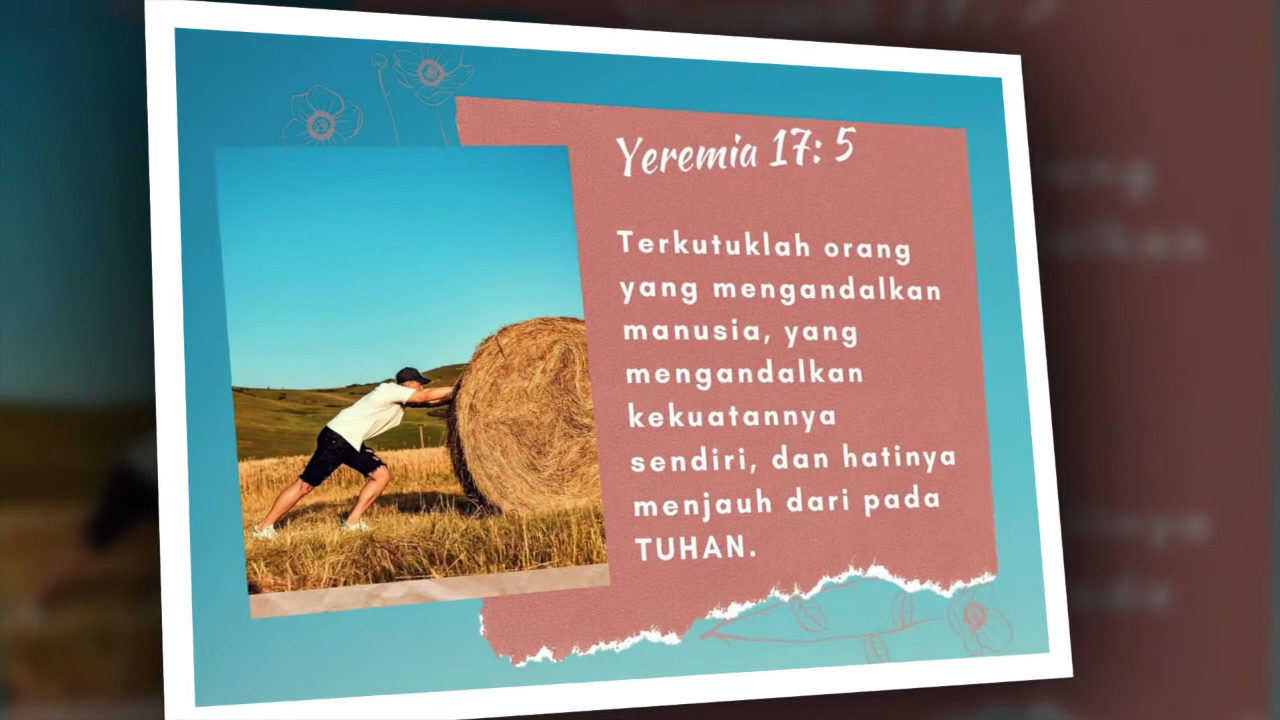 Yeremia 17: 5
Terkutuklah orang
yang mengandalkan
manusia, yang
mengandalkan
kekuatannya
sendiri, dan hatinya
menjauh dari pada
TUHAN.